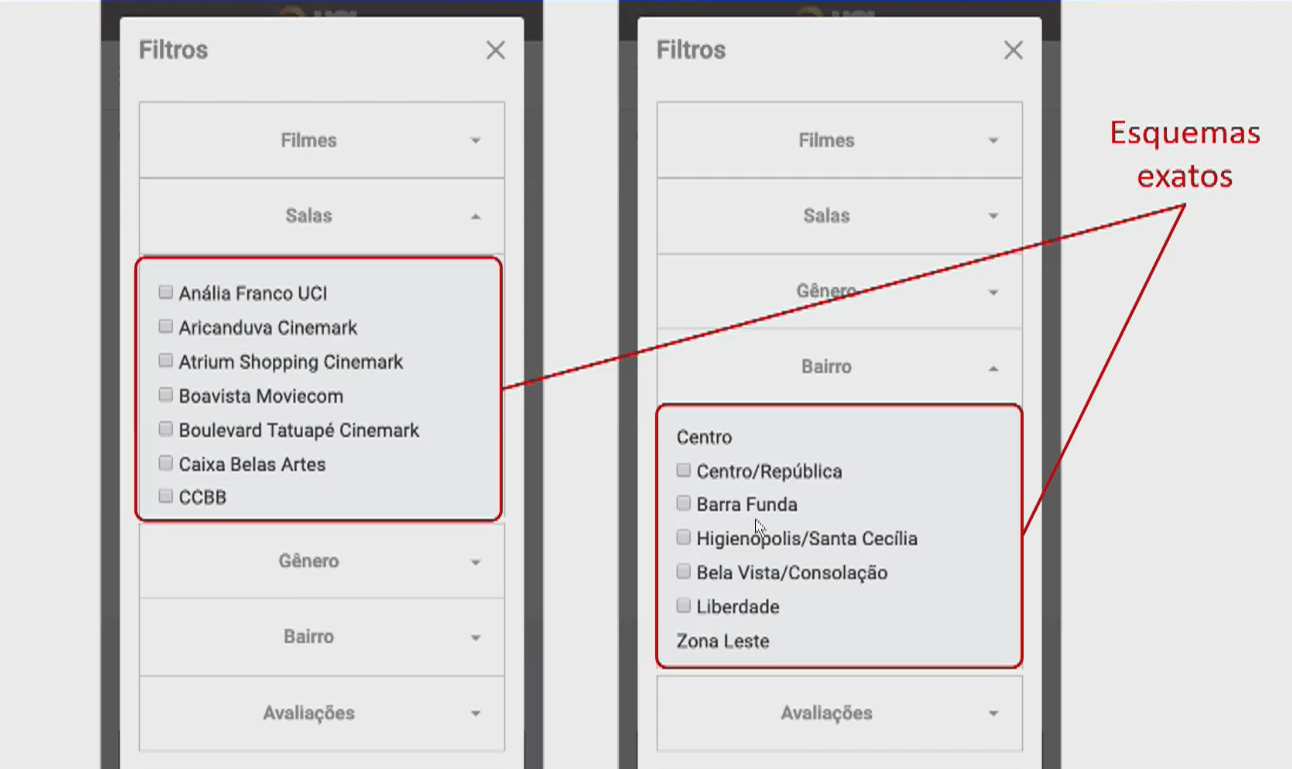 Filtros
Filmes
Salas
Anália Franco UCI
Aricanduva Cinemark
Atrium Shopping Cinemark
Boavista Moviecom
Boulevard Tatuapé Cinemark
Caixa Belas Artes
CCBB
Gênero
Bairro
Avaliações
Filtros
Filmes
Salas
Gênero
Bairro
Centro
Centro/República
Barra Funda
Higienópolis/Santa Cecília
Bela Vista/Consolação
Liberdade
Zona Leste
Avaliações
Esquemas
exatos